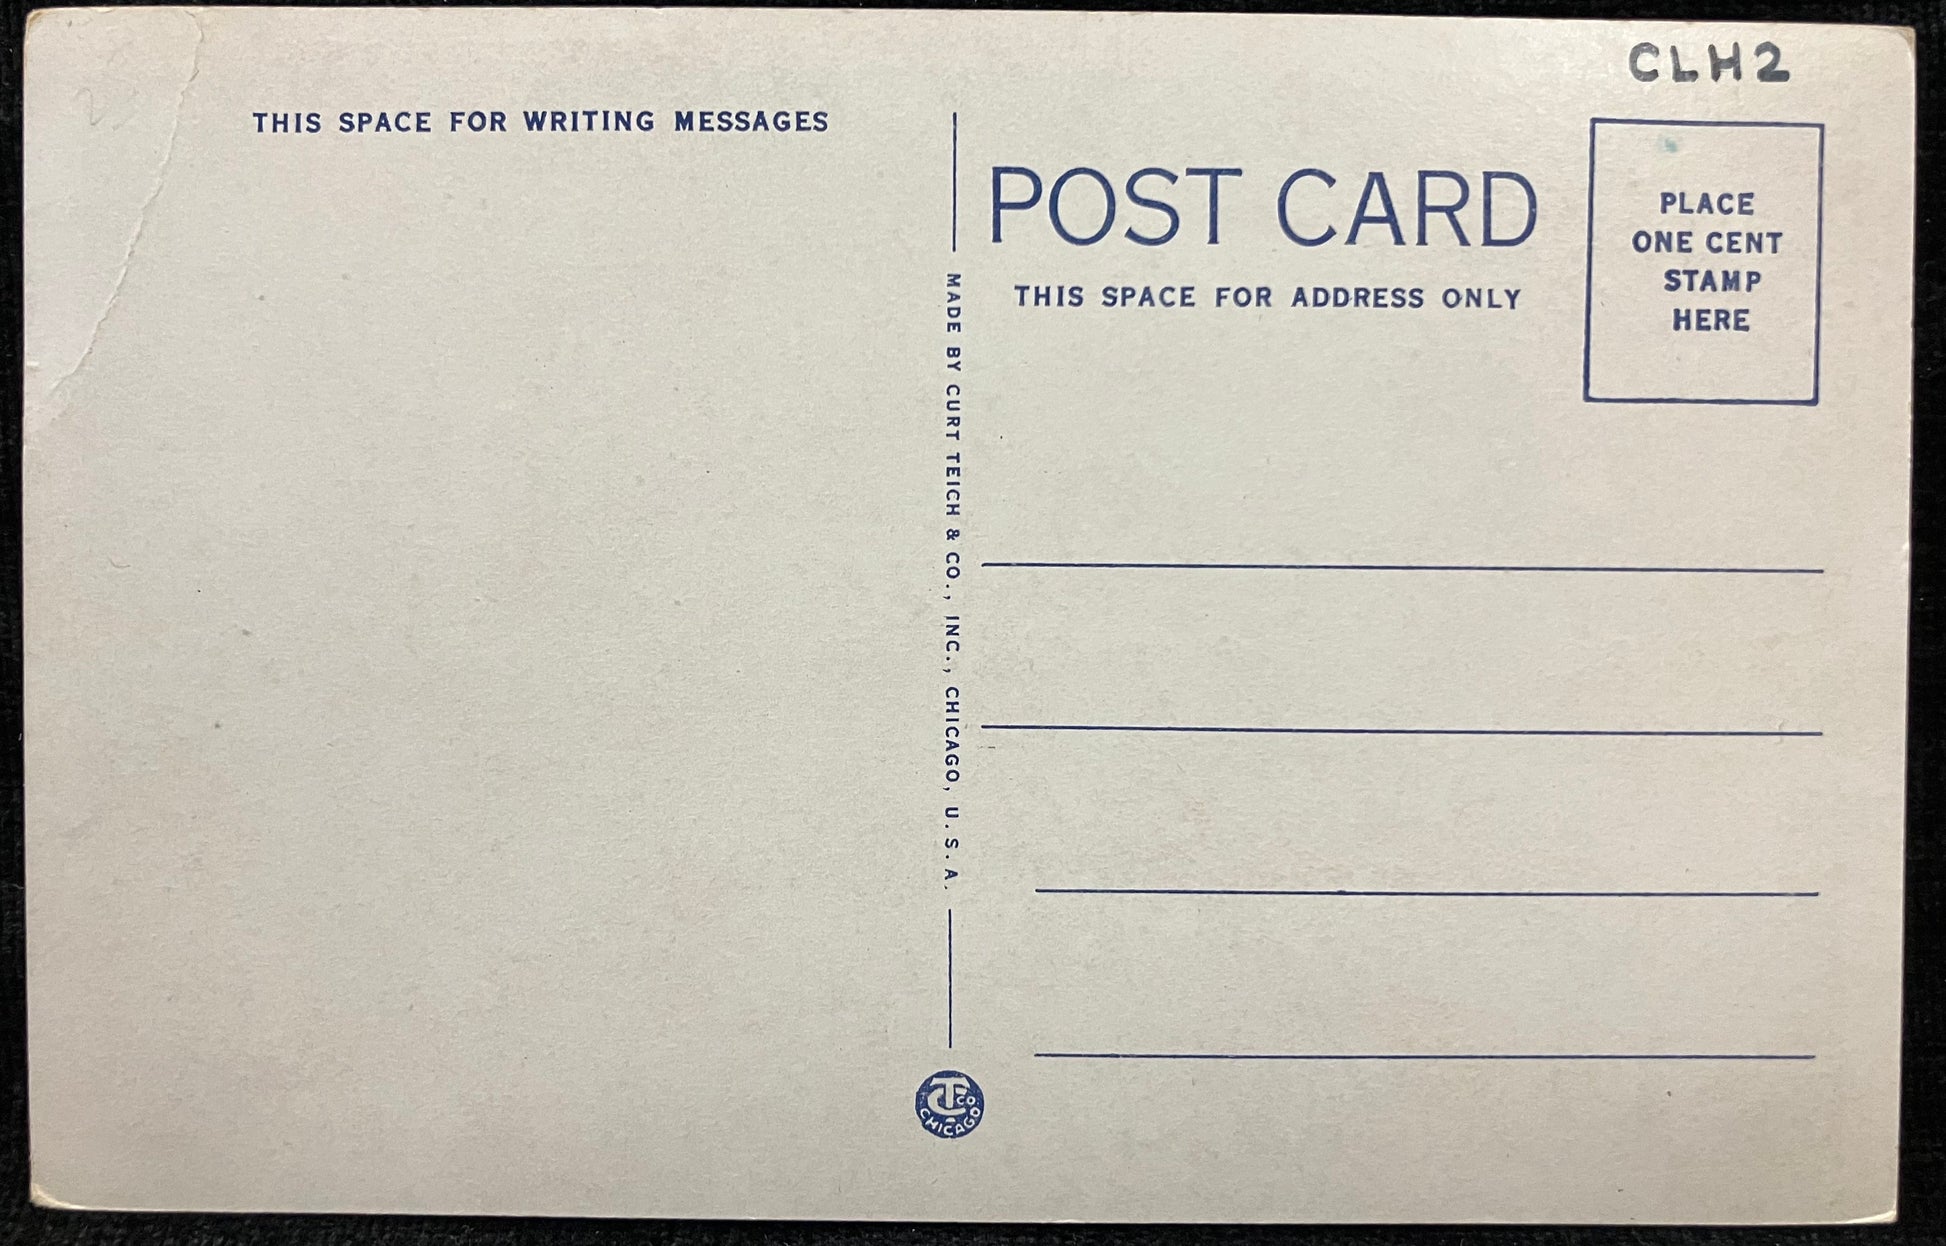 CLH2
THIS SPACE FOR WRITING MESSAGES
POST CARD
THIS SPACE FOR ADDRESS ONLY
PLACE
ONE CENT
STAMP
HERE
MADE BY CURT TEICH & CO., INC., CHICAGO, U.S.A.
CT CO.
CHICAGO